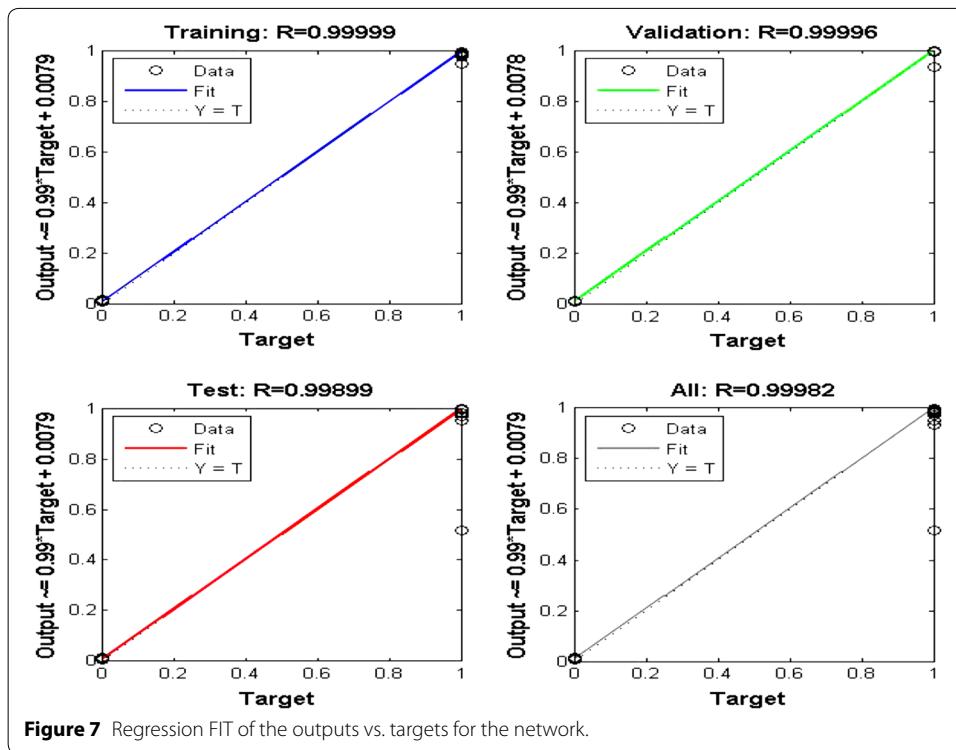 Training: R=0.99999
Output ~= 0.99*Target + 0.0079
1
0.8
0.6
0.4
0.2
0
Data
Fit
Y = T
0 0.2 0.4 0.6 0.8 1
Target
Validation: R=0.99996
Output ~= 0.99*Target + 0.0078
1
0.8
0.6
0.4
0.2
0
Data
Fit
Y = T
0 0.2 0.4 0.6 0.8 1
Target
Test: R=0.99899
Output ~= 0.99*Target + 0.0079
1
0.8
0.6
0.4
0.2
0
Data
Fit
Y = T
0 0.2 0.4 0.6 0.8 1
Target
All: R=0.99982
Output ~= 0.99*Target + 0.0079
1
0.8
0.6
0.4
0.2
0
Data
Fit
Y = T
0 0.2 0.4 0.6 0.8 1
Target
Figure 7 Regression FIT of the outputs vs. targets for the network.